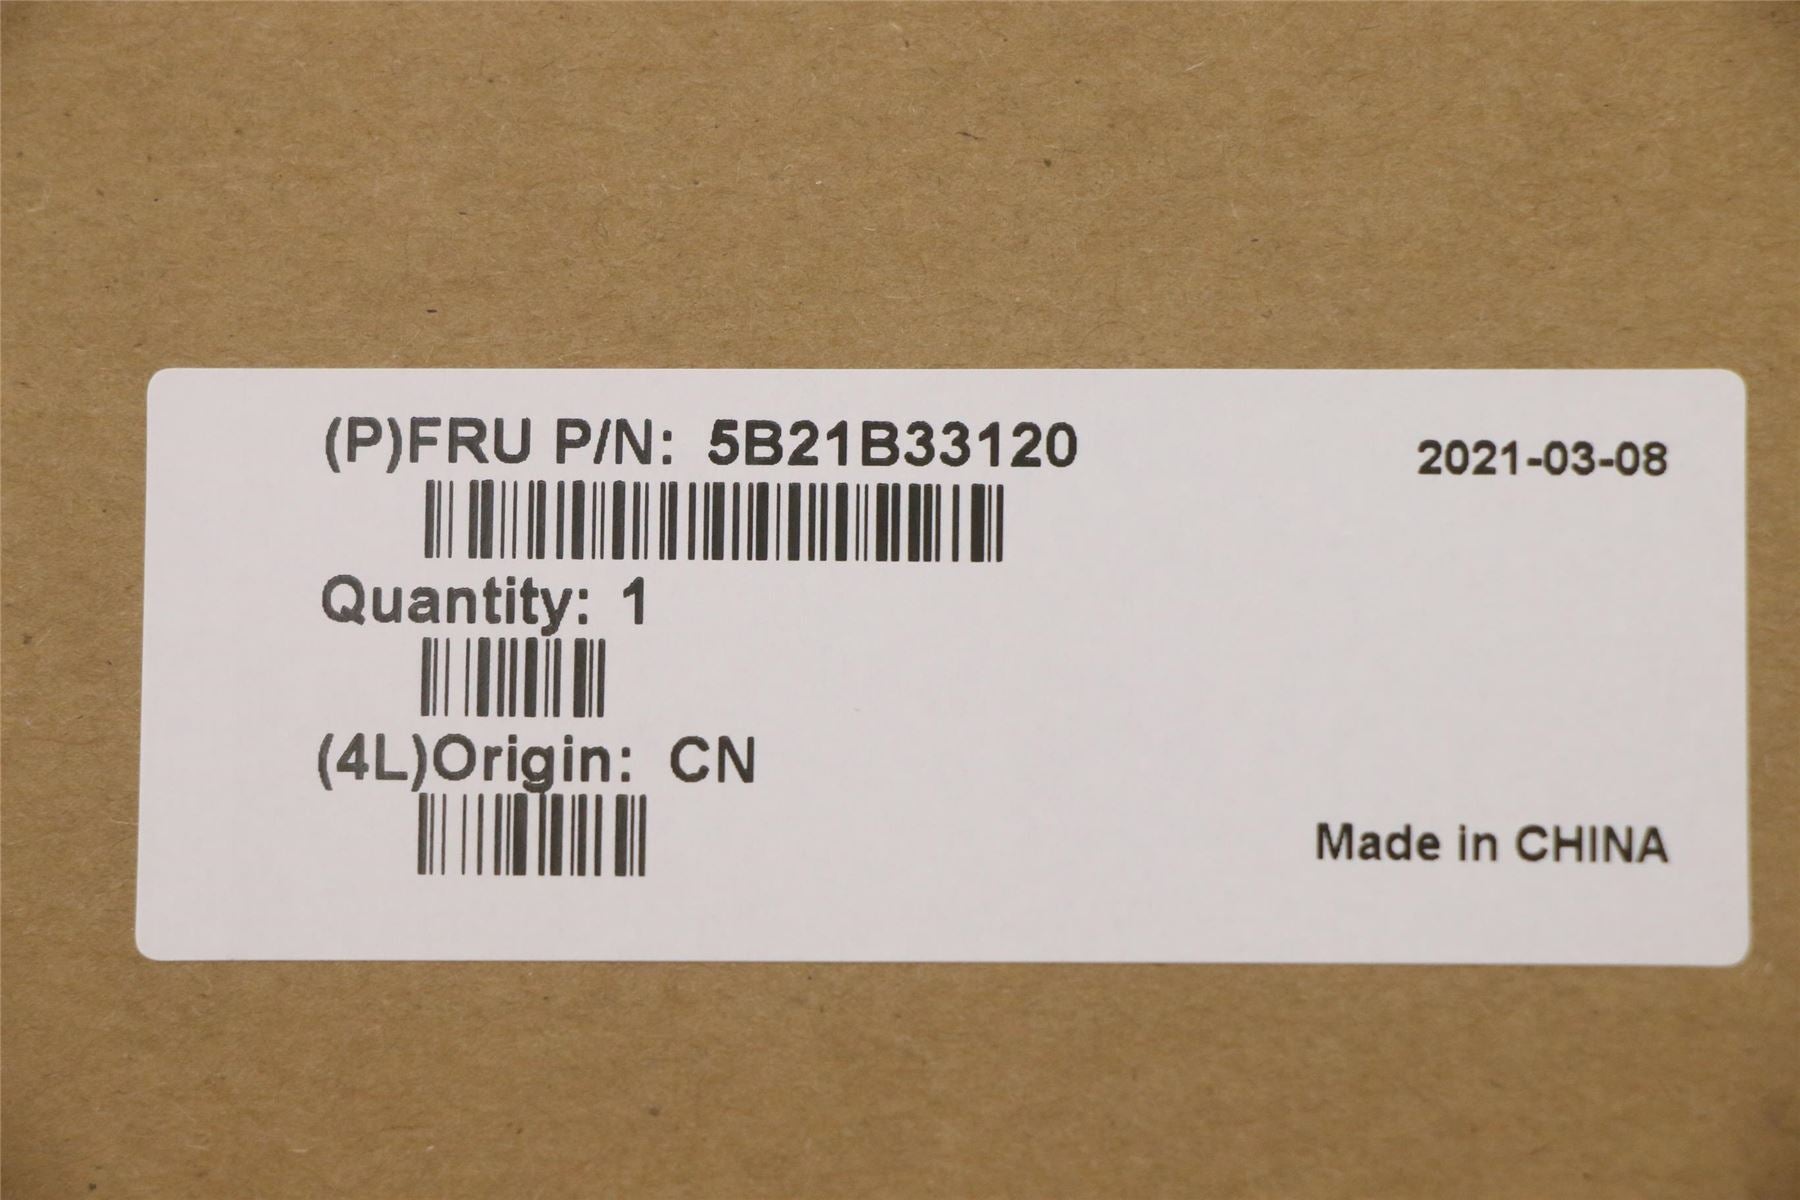 (P)FRU P/N: 5B21B33120
2021-03-08
Quantity: 1
(4L)Origin: CN
Made in CHINA